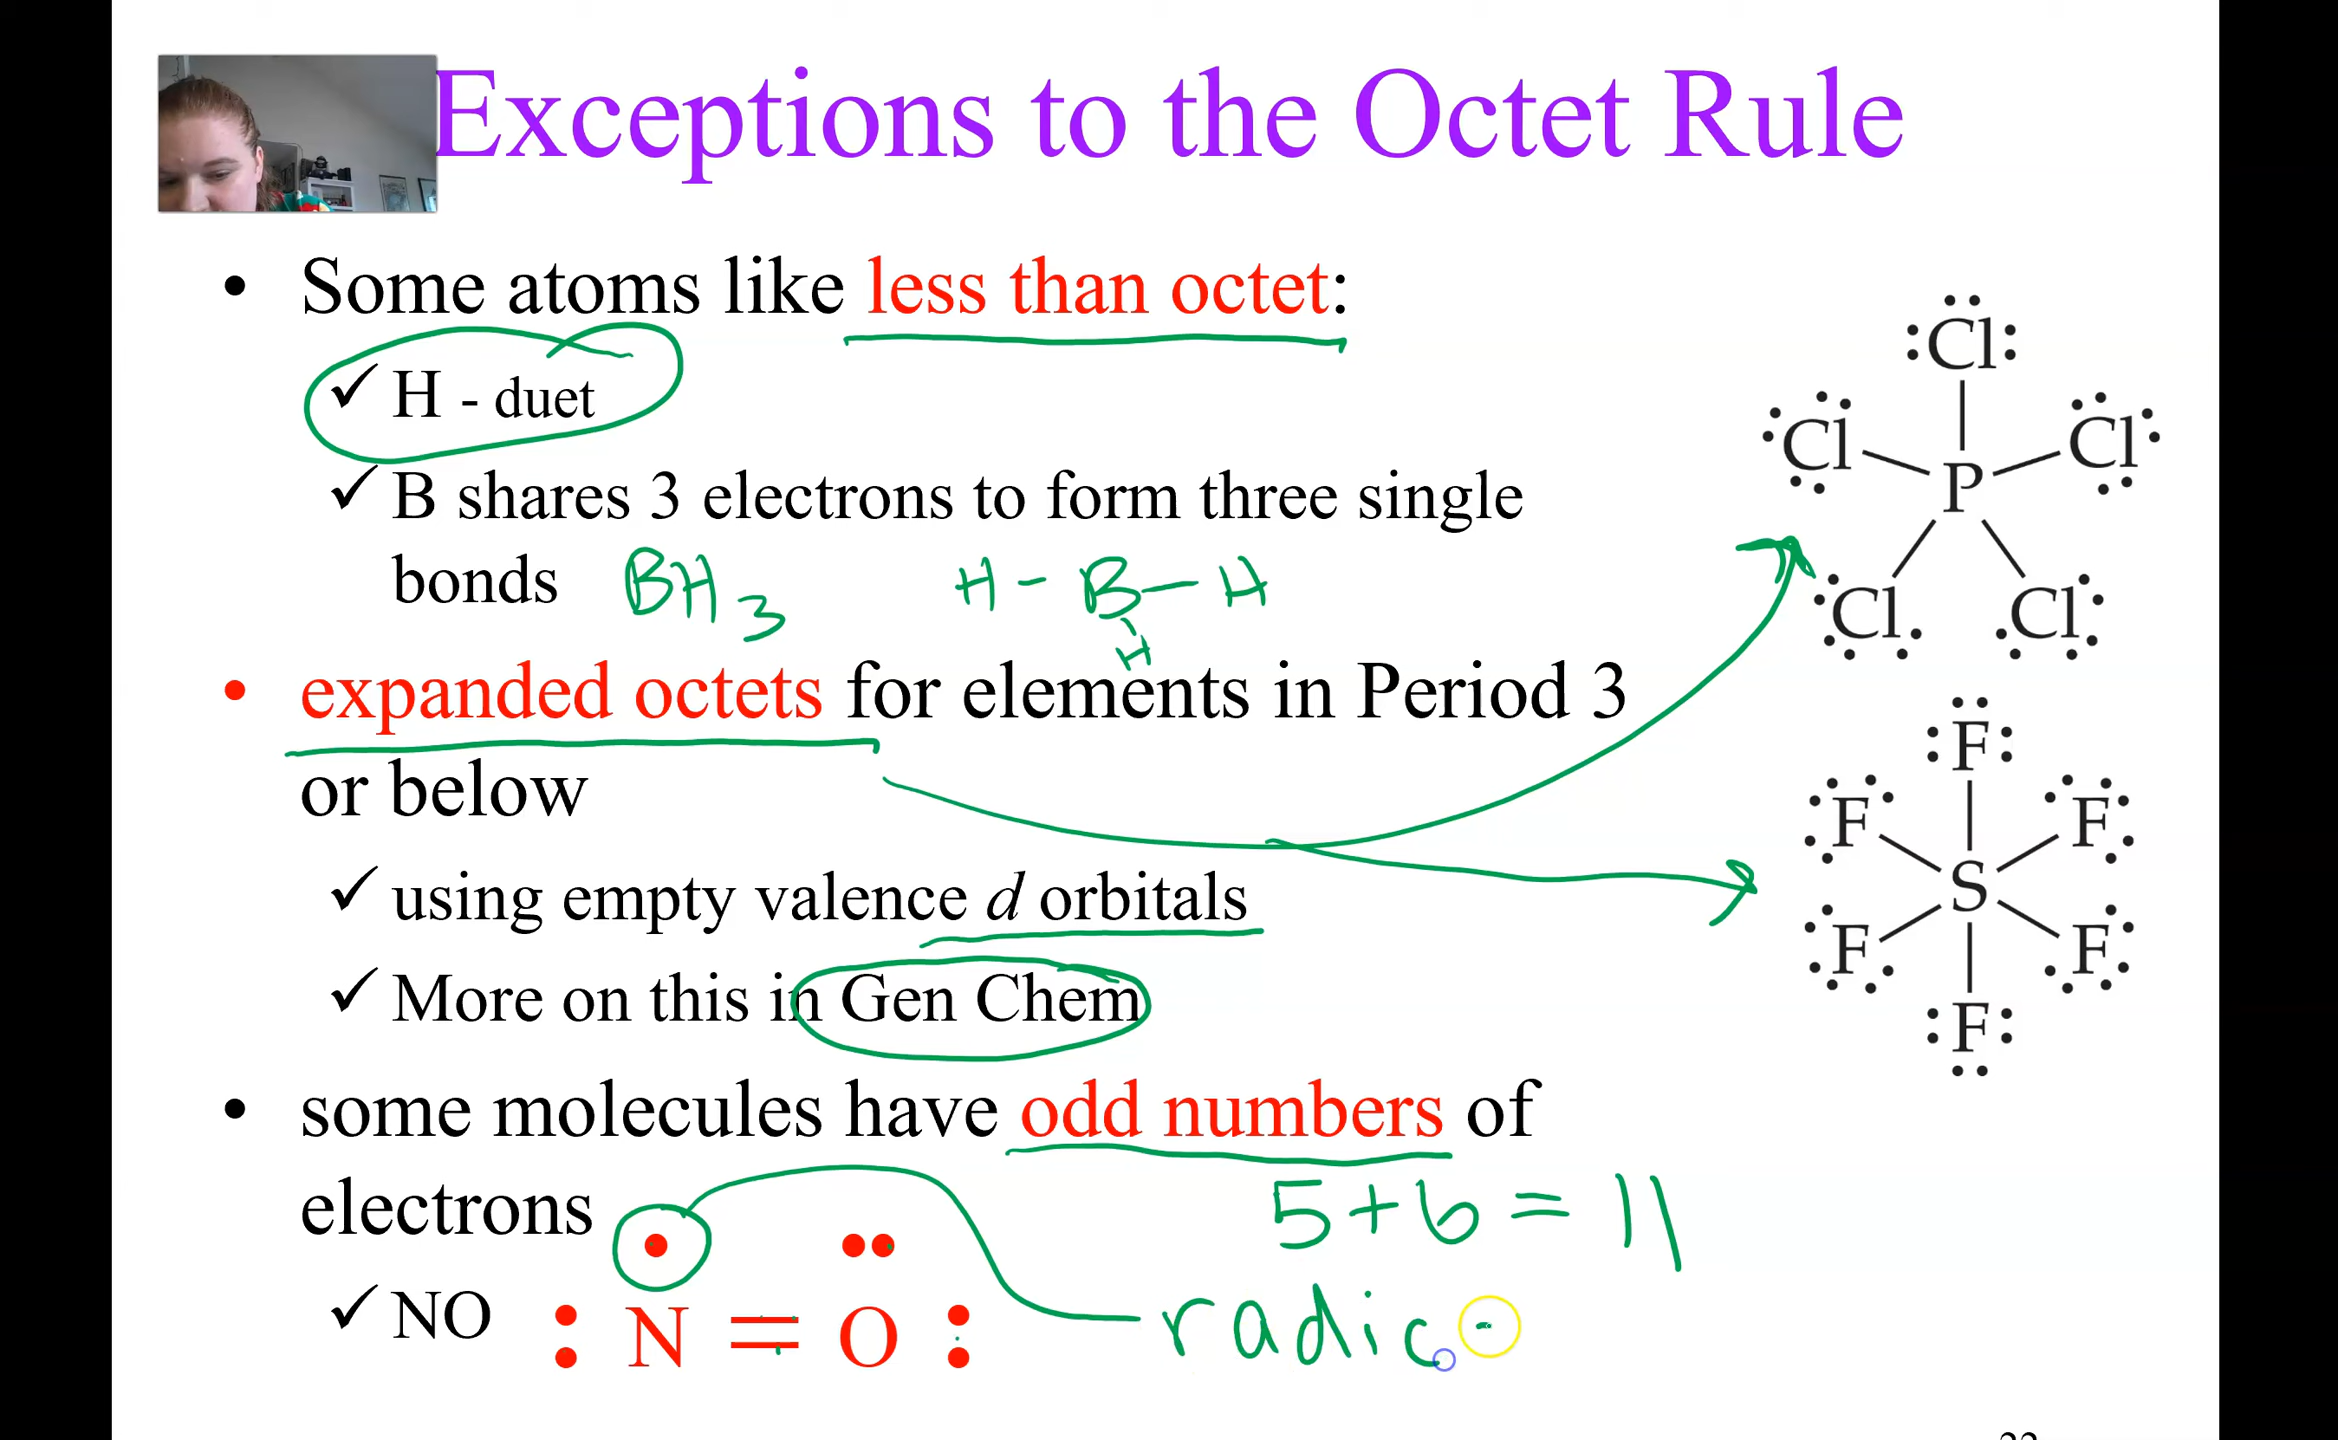 Exceptions to the Octet Rule
• Some atoms like less than octet:
✓ H - duet
✓ B shares 3 electrons to form three single
bonds BH3 H - B - H
H
• expanded octets for elements in Period 3
or below
✓ using empty valence d orbitals
✓ More on this in Gen Chem
• some molecules have odd numbers of
electrons 5+6 = 11
✓ NO : N = O : radic
Cl
Cl Cl
P
Cl Cl
F
F F
S
F F
F